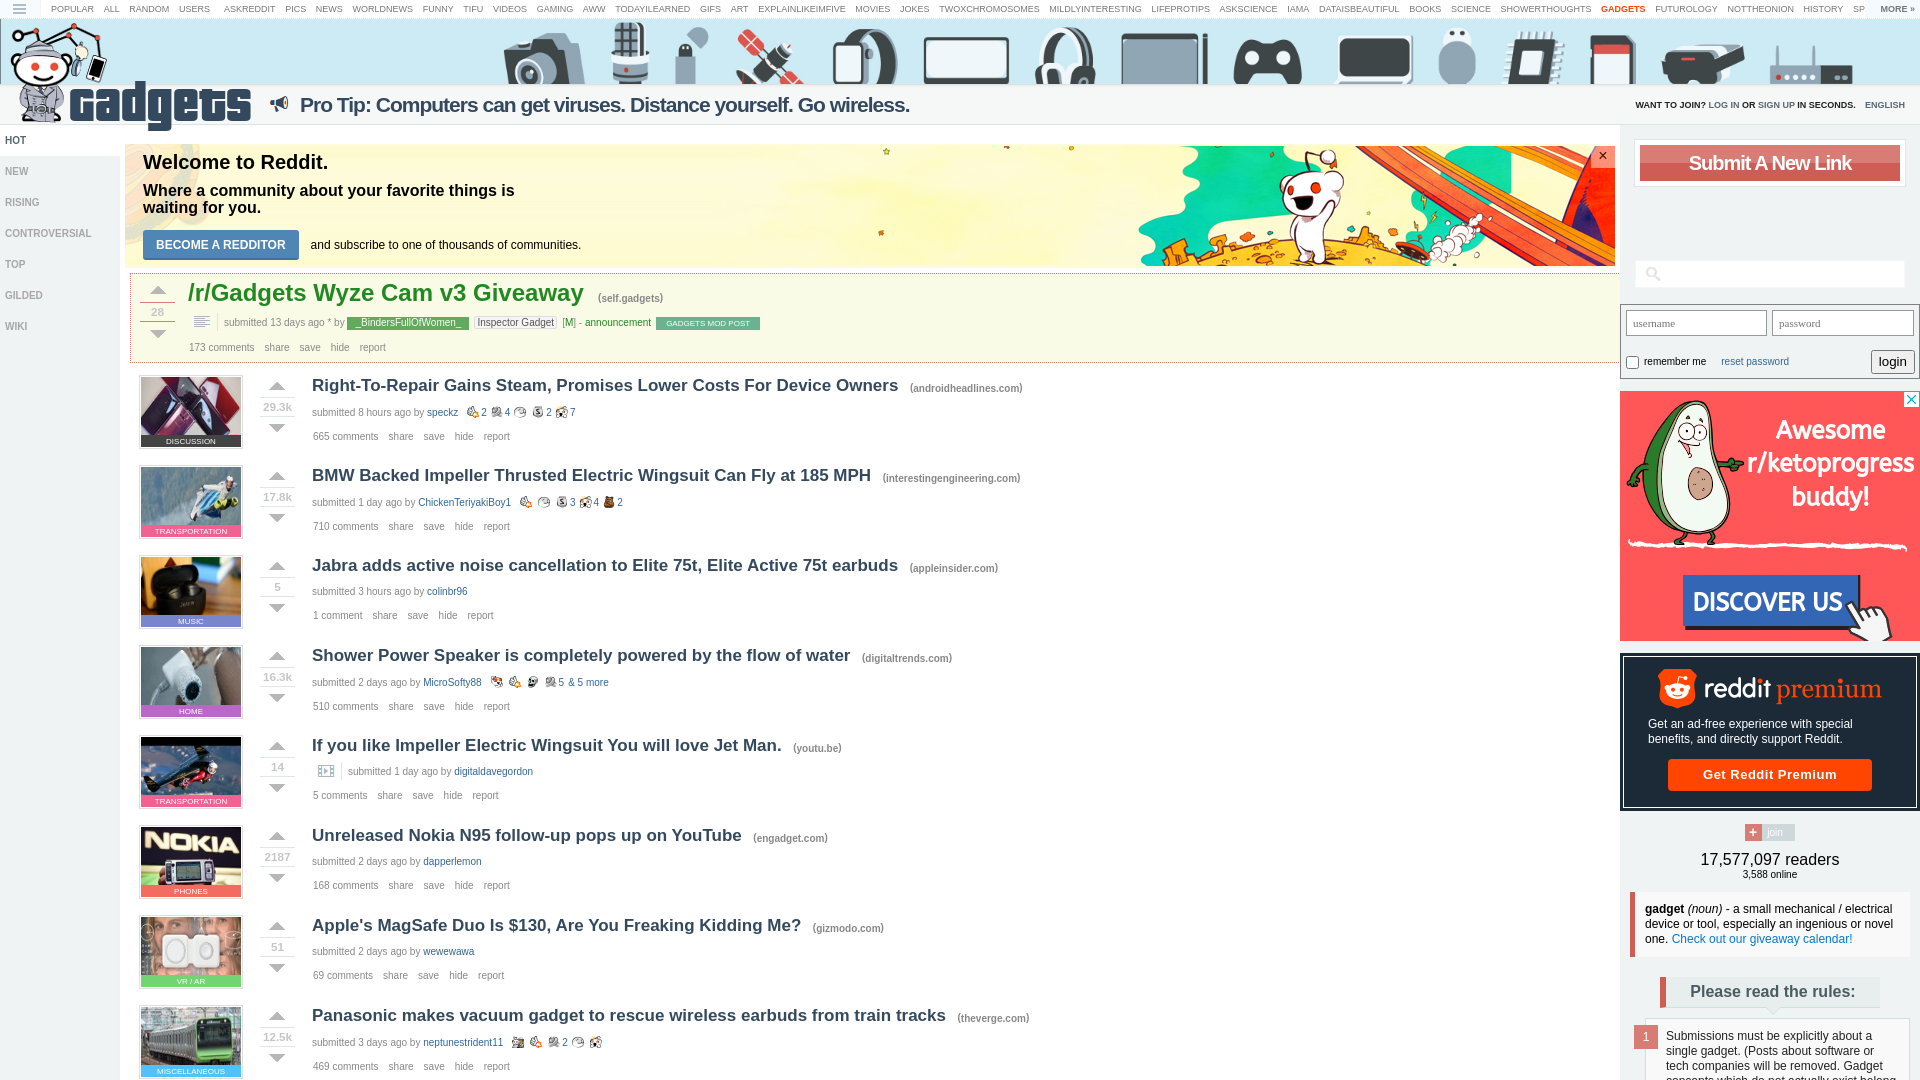 POPULAR ALL RANDOM USERS ASKREDDIT PICS NEWS WORLDNEWS FUNNY TIFU VIDEOS GAMING AWW TODAYILEARNED GIFS ART EXPLAINLIKEIMFIVE MOVIES JOKES TWOXCHROMOSOMES MILDLYINTERESTING LIFEPROTIPS ASKSCIENCE IAMA DATAISBEAUTIFUL BOOKS SCIENCE SHOWERTHOUGHTS GADGETS FUTUROLOGY NOTTHEONION HISTORY SP MORE »
Gadgets
Pro Tip: Computers can get viruses. Distance yourself. Go wireless.
WANT TO JOIN? LOG IN OR SIGN UP IN SECONDS. ENGLISH
HOT
NEW
RISING
CONTROVERSIAL
TOP
GILDED
WIKI
Welcome to Reddit.
Where a community about your favorite things is
waiting for you.
BECOME A REDDITOR and subscribe to one of thousands of communities.
×
/r/Gadgets Wyze Cam v3 Giveaway (self.gadgets)
28
submitted 13 days ago * by _BindersFullOfWomen_ Inspector Gadget [M] - announcement GADGETS MOD POST
173 comments share save hide report
Right-To-Repair Gains Steam, Promises Lower Costs For Device Owners (androidheadlines.com)
29.3k
submitted 8 hours ago by speckz 2 4 2 7
665 comments share save hide report
DISCUSSION
BMW Backed Impeller Thrusted Electric Wingsuit Can Fly at 185 MPH (interestingengineering.com)
17.8k
submitted 1 day ago by ChickenTeriyakiBoy1 3 4 2
710 comments share save hide report
TRANSPORTATION
Jabra adds active noise cancellation to Elite 75t, Elite Active 75t earbuds (appleinsider.com)
5
submitted 3 hours ago by colinbr96
1 comment share save hide report
MUSIC
Shower Power Speaker is completely powered by the flow of water (digitaltrends.com)
16.3k
submitted 2 days ago by MicroSofty88 5 & 5 more
510 comments share save hide report
HOME
If you like Impeller Electric Wingsuit You will love Jet Man. (youtu.be)
14
submitted 1 day ago by digitaldavegordon
5 comments share save hide report
TRANSPORTATION
Unreleased Nokia N95 follow-up pops up on YouTube (engadget.com)
NOKIA
2187
submitted 2 days ago by dapperlemon
168 comments share save hide report
PHONES
Apple's MagSafe Duo Is $130, Are You Freaking Kidding Me? (gizmodo.com)
51
submitted 2 days ago by wewewawa
69 comments share save hide report
VR / AR
Panasonic makes vacuum gadget to rescue wireless earbuds from train tracks (theverge.com)
12.5k
submitted 3 days ago by neptunestrident11 2
469 comments share save hide report
MISCELLANEOUS
Submit A New Link
username password
remember me reset password login
Awesome
r/ketoprogress
buddy!
DISCOVER US
reddit premium
Get an ad-free experience with special
benefits, and directly support Reddit.
Get Reddit Premium
+ join
17,577,097 readers
3,588 online
gadget (noun) - a small mechanical / electrical
device or tool, especially an ingenious or novel
one. Check out our giveaway calendar!
Please read the rules:
1 Submissions must be explicitly about a
single gadget. (Posts about software or
tech companies will be removed. Gadget
concepts which do not actually exist belong